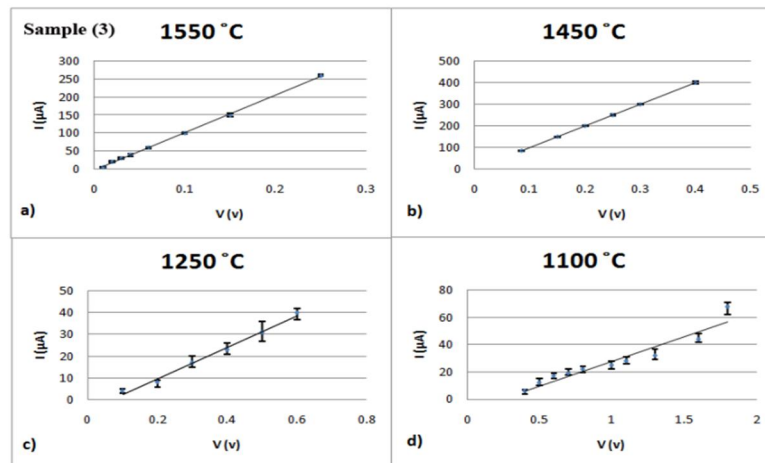 Sample (3)
1550 °C
I (µA)
300
250
200
150
100
50
0
0 0.1 0.2 0.3
V (v)
a)
1450 °C
I (µA)
500
400
300
200
100
0
0 0.1 0.2 0.3 0.4 0.5
V (v)
b)
1250 °C
I (µA)
50
40
30
20
10
0
0 0.2 0.4 0.6 0.8
V (v)
c)
1100 °C
I (µA)
80
60
40
20
0
0 0.5 1 1.5 2
V (v)
d)